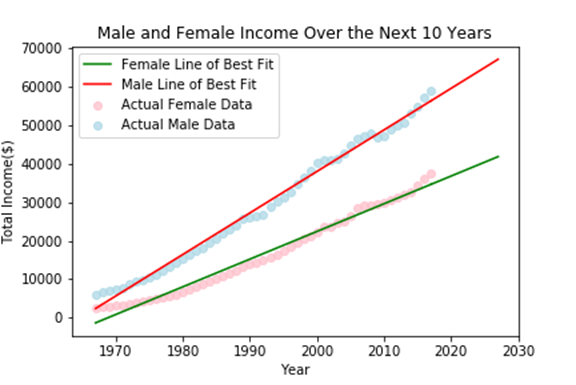 Male and Female Income Over the Next 10 Years
70000
60000
50000
40000
30000
20000
10000
0
Total Income($)
Female Line of Best Fit
Male Line of Best Fit
Actual Female Data
Actual Male Data
1970 1980 1990 2000 2010 2020 2030
Year